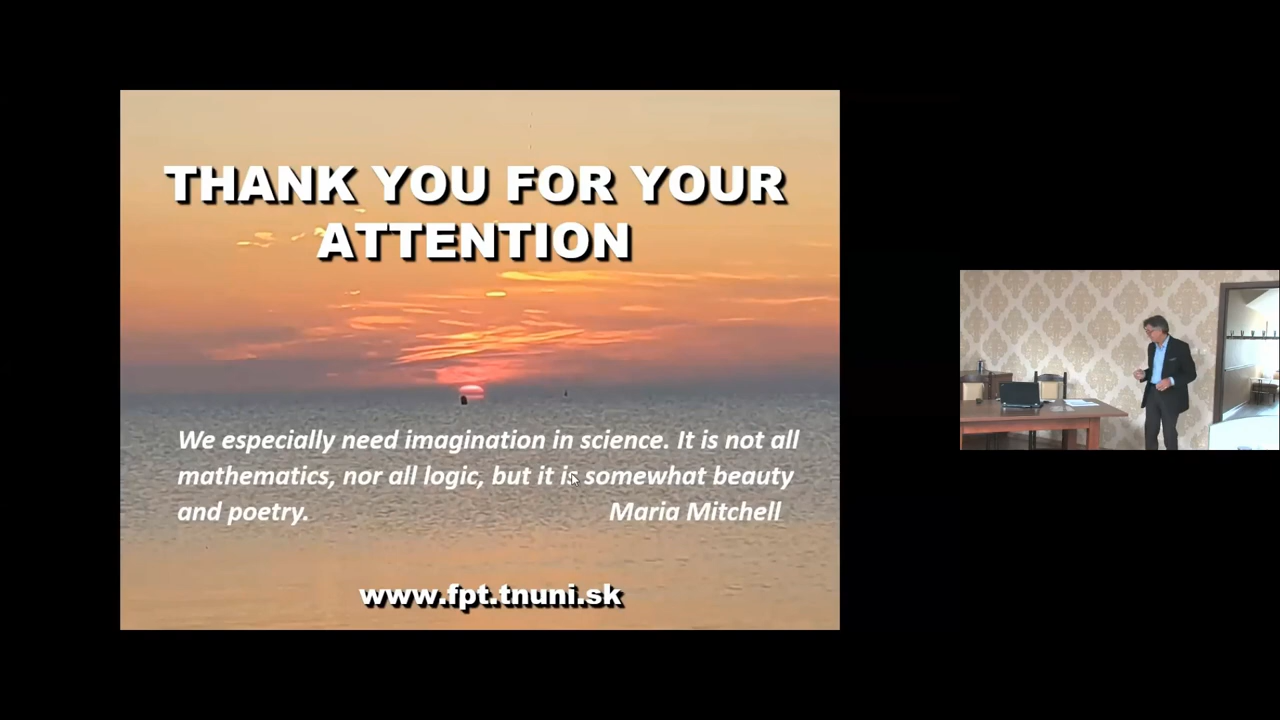 THANK YOU FOR YOUR
ATTENTION
We especially need imagination in science. It is not all
mathematics, nor all logic, but it is somewhat beauty
and poetry. Maria Mitchell
www.fpt.tnuni.sk